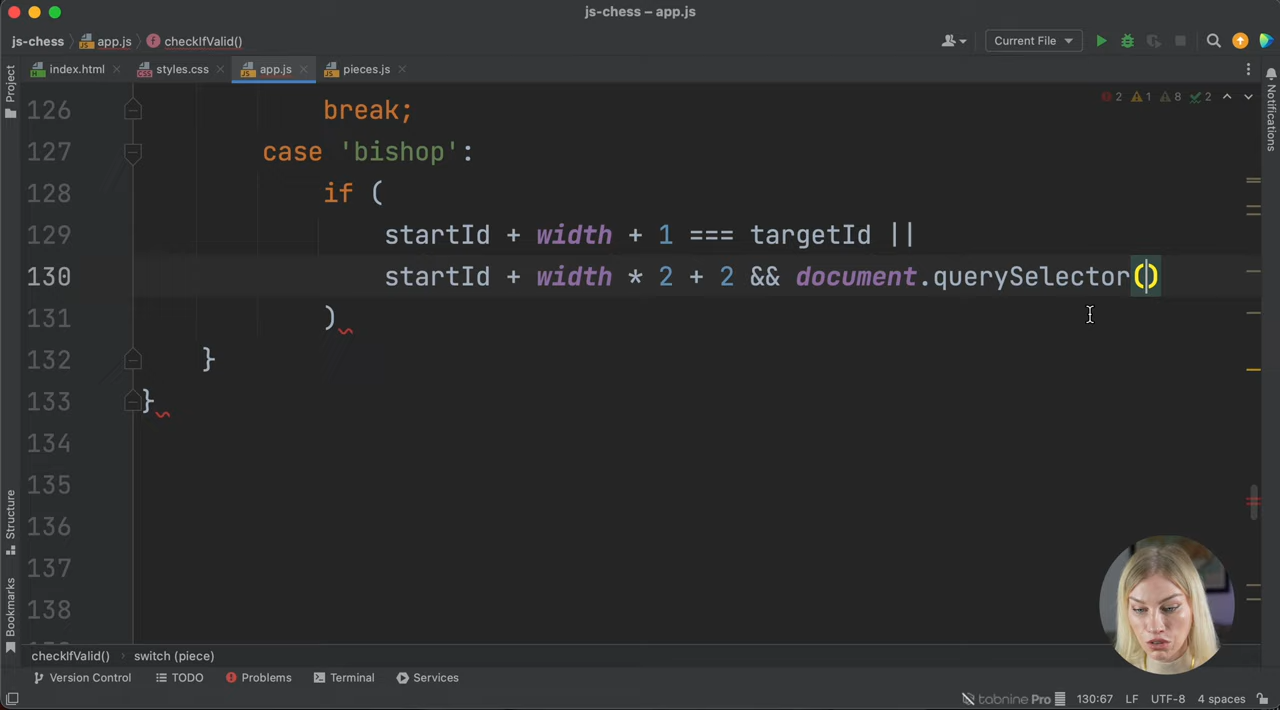 js-chess – app.js
js-chess app.js checkIfValid() Current File
index.html styles.css app.js pieces.js
Project
Notifications
Structure
Bookmarks
2 1 8 2
126 break;
127 case 'bishop':
128 if (
129 startId + width + 1 === targetId ||
130 startId + width * 2 + 2 && document.querySelector()
131 )
132 }
133 }
134
135
136
137
138
checkIfValid() switch (piece)
Version Control TODO Problems Terminal Services
tabnine Pro 130:67 LF UTF-8 4 spaces